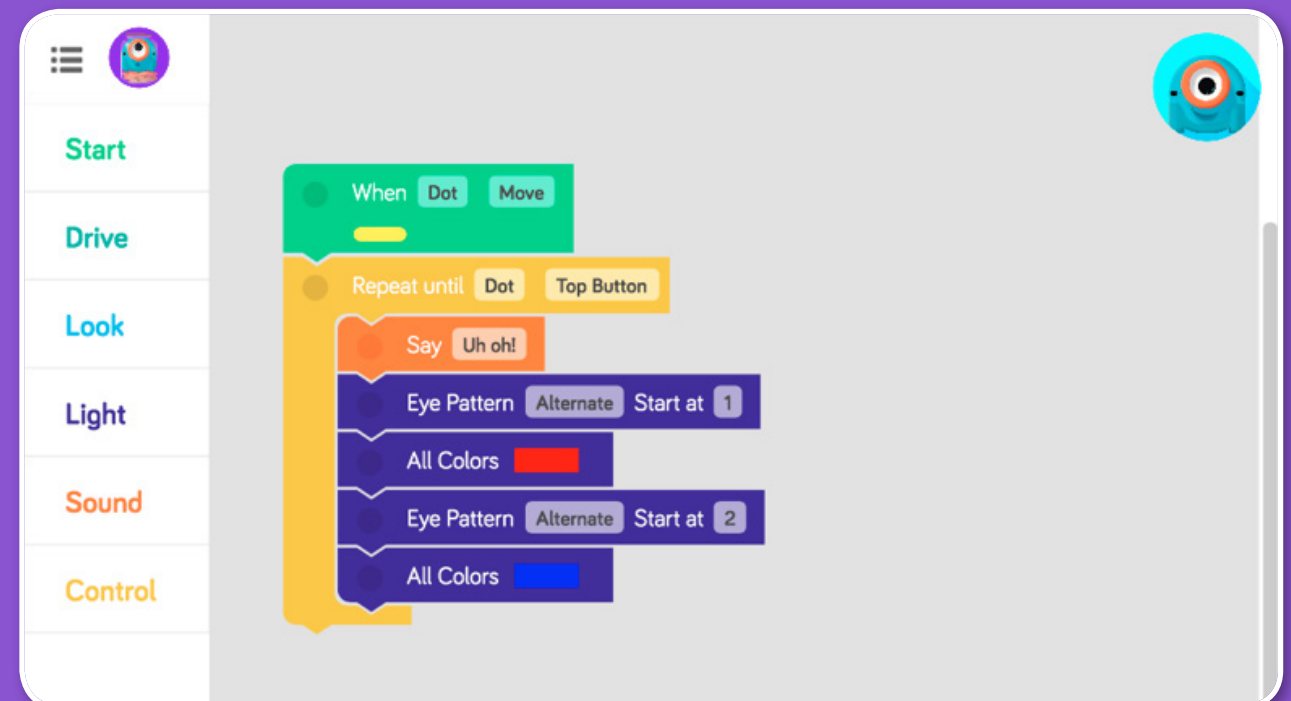 Start
Drive
Look
Light
Sound
Control
When Dot Move
Repeat until Dot Top Button
Say Uh oh!
Eye Pattern Alternate Start at 1
All Colors
Eye Pattern Alternate Start at 2
All Colors